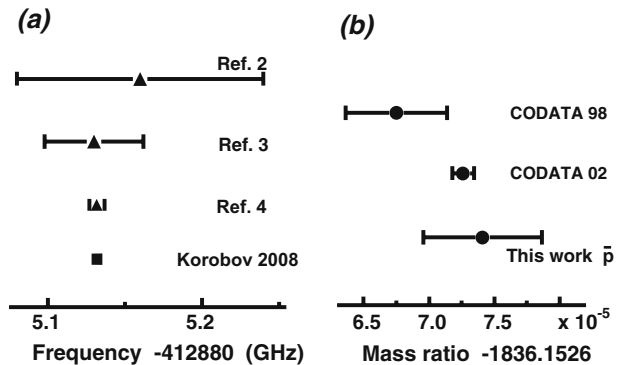 (a)
Ref. 2
Ref. 3
Ref. 4
Korobov 2008
5.1 5.2
Frequency -412880 (GHz)
(b)
CODATA 98
CODATA 02
This work p̄
6.5 7.0 7.5 x 10⁻⁵
Mass ratio -1836.1526